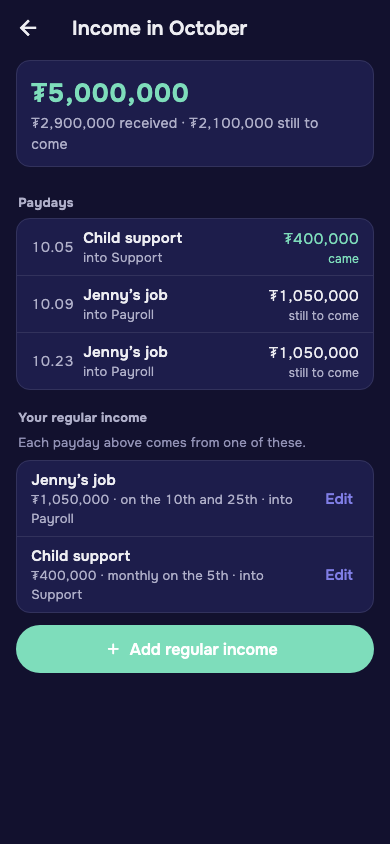 Income in October
₮5,000,000
₮2,900,000 received · ₮2,100,000 still to
come
Paydays
10.05 Child support ₮400,000
into Support came
10.09 Jenny's job ₮1,050,000
into Payroll still to come
10.23 Jenny's job ₮1,050,000
into Payroll still to come
Your regular income
Each payday above comes from one of these.
Jenny's job
₮1,050,000 · on the 10th and 25th · into
Payroll
Edit
Child support
₮400,000 · monthly on the 5th · into
Support
Edit
+ Add regular income